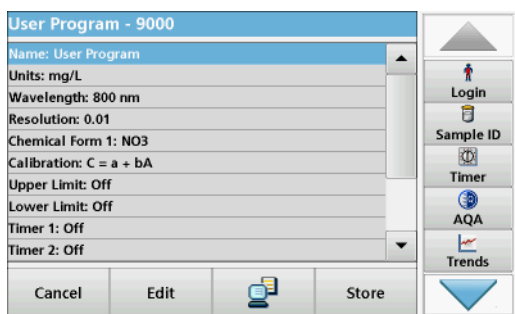 User Program - 9000
Name: User Program
Units: mg/L
Wavelength: 800 nm
Resolution: 0.01
Chemical Form 1: NO3
Calibration: C = a + bA
Upper Limit: Off
Lower Limit: Off
Timer 1: Off
Timer 2: Off
Cancel
Edit
Store
Login
Sample ID
Timer
AQA
Trends